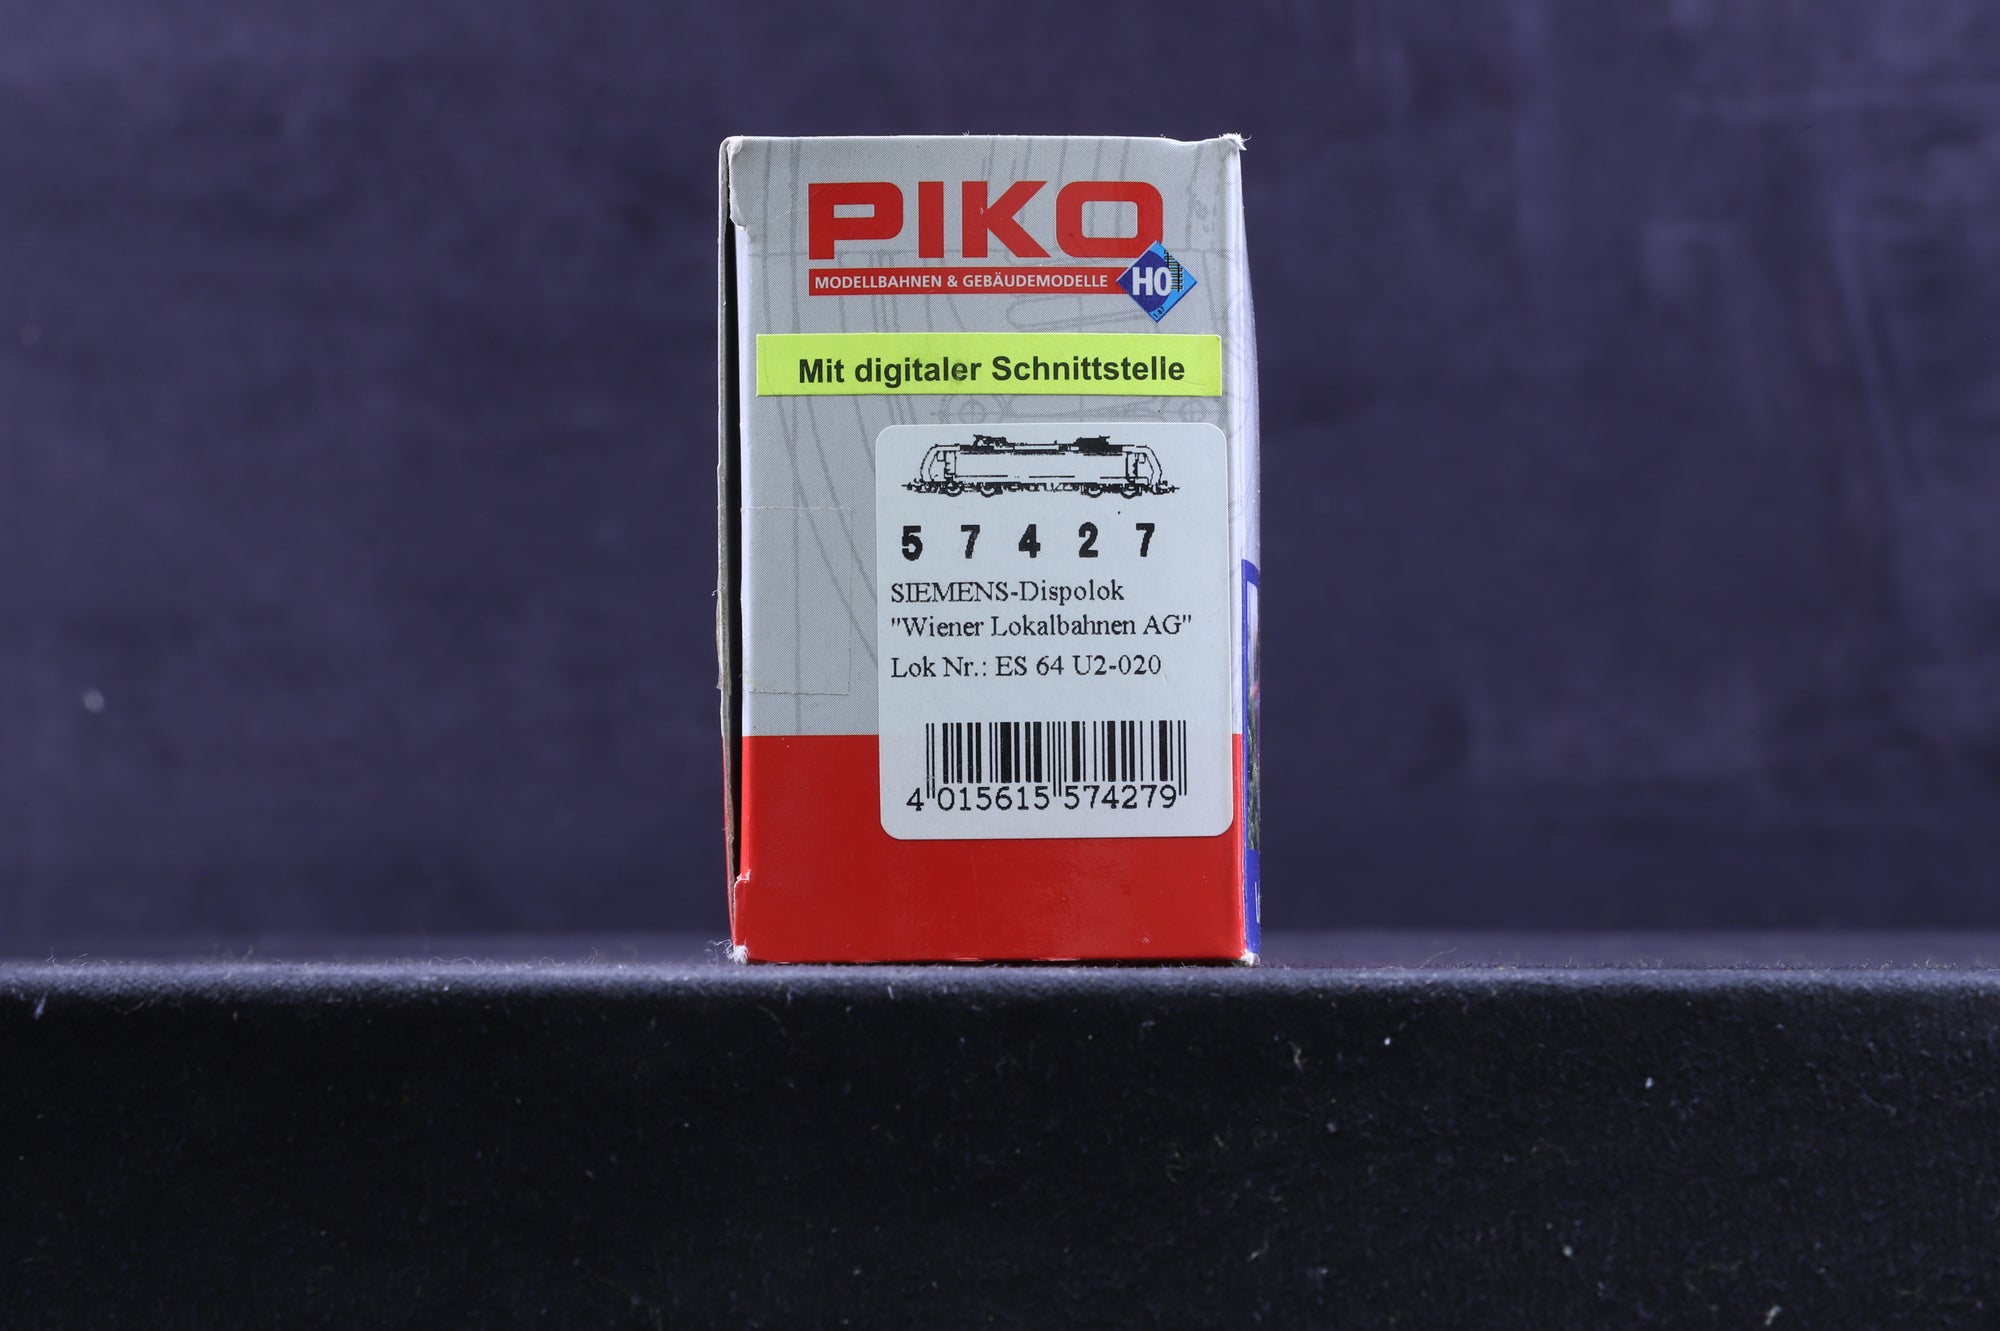 PIKO
MODELLBAHNEN & GEBÄUDEMODELLE
H0
Mit digitaler Schnittstelle
5 7 4 2 7
SIEMENS-Dispolok
"Wiener Lokalbahnen AG"
Lok Nr.: ES 64 U2-020
4 015615 574279